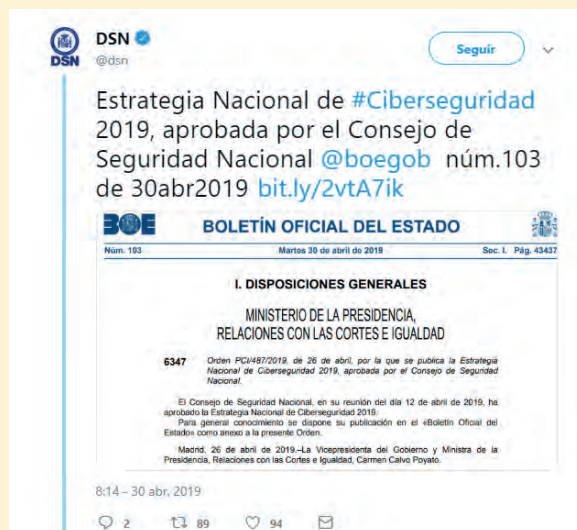 DSN
DSN
@dsn
Seguir
Estrategia Nacional de #Ciberseguridad
2019, aprobada por el Consejo de
Seguridad Nacional @boegob núm.103
de 30abr2019 bit.ly/2vtA7ik
BOE BOLETÍN OFICIAL DEL ESTADO
Núm. 103 Martes 30 de abril de 2019 Sec. I. Pág. 43437
I. DISPOSICIONES GENERALES
MINISTERIO DE LA PRESIDENCIA,
RELACIONES CON LAS CORTES E IGUALDAD
6347 Orden PCI/487/2019, de 26 de abril, por la que se publica la Estrategia
Nacional de Ciberseguridad 2019, aprobada por el Consejo de Seguridad
Nacional.
El Consejo de Seguridad Nacional, en su reunión del día 12 de abril de 2019, ha
aprobado la Estrategia Nacional de Ciberseguridad 2019.
Para general conocimiento se dispone su publicación en el «Boletín Oficial del
Estado» como anexo a la presente Orden.
Madrid, 26 de abril de 2019.–La Vicepresidenta del Gobierno y Ministra de la
Presidencia, Relaciones con las Cortes e Igualdad, Carmen Calvo Poyato.
8:14 – 30 abr. 2019
2 89 94